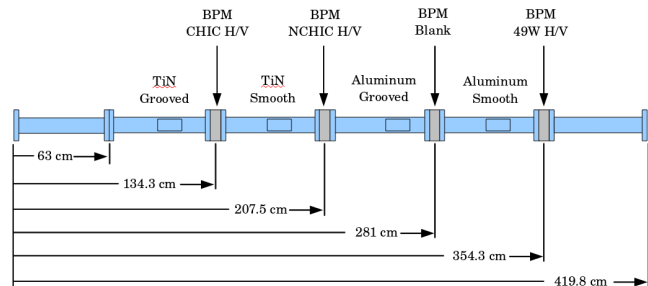 BPM
CHIC H/V
BPM
NCHIC H/V
BPM
Blank
BPM
49W H/V
TiN
Grooved
TiN
Smooth
Aluminum
Grooved
Aluminum
Smooth
63 cm
134.3 cm
207.5 cm
281 cm
354.3 cm
419.8 cm